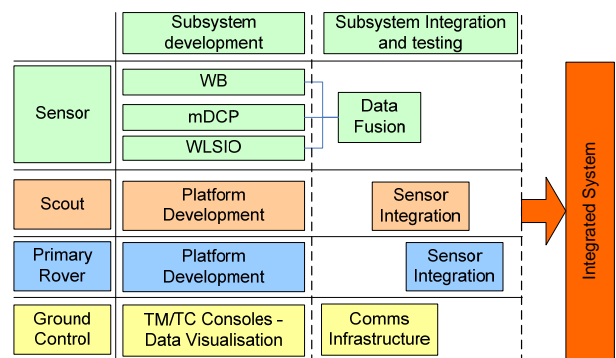 Subsystem
development
Subsystem Integration
and testing
Sensor
WB
mDCP
WLSIO
Data
Fusion
Scout
Platform
Development
Sensor
Integration
Primary
Rover
Platform
Development
Sensor
Integration
Ground
Control
TM/TC Consoles -
Data Visualisation
Comms
Infrastructure
Integrated System